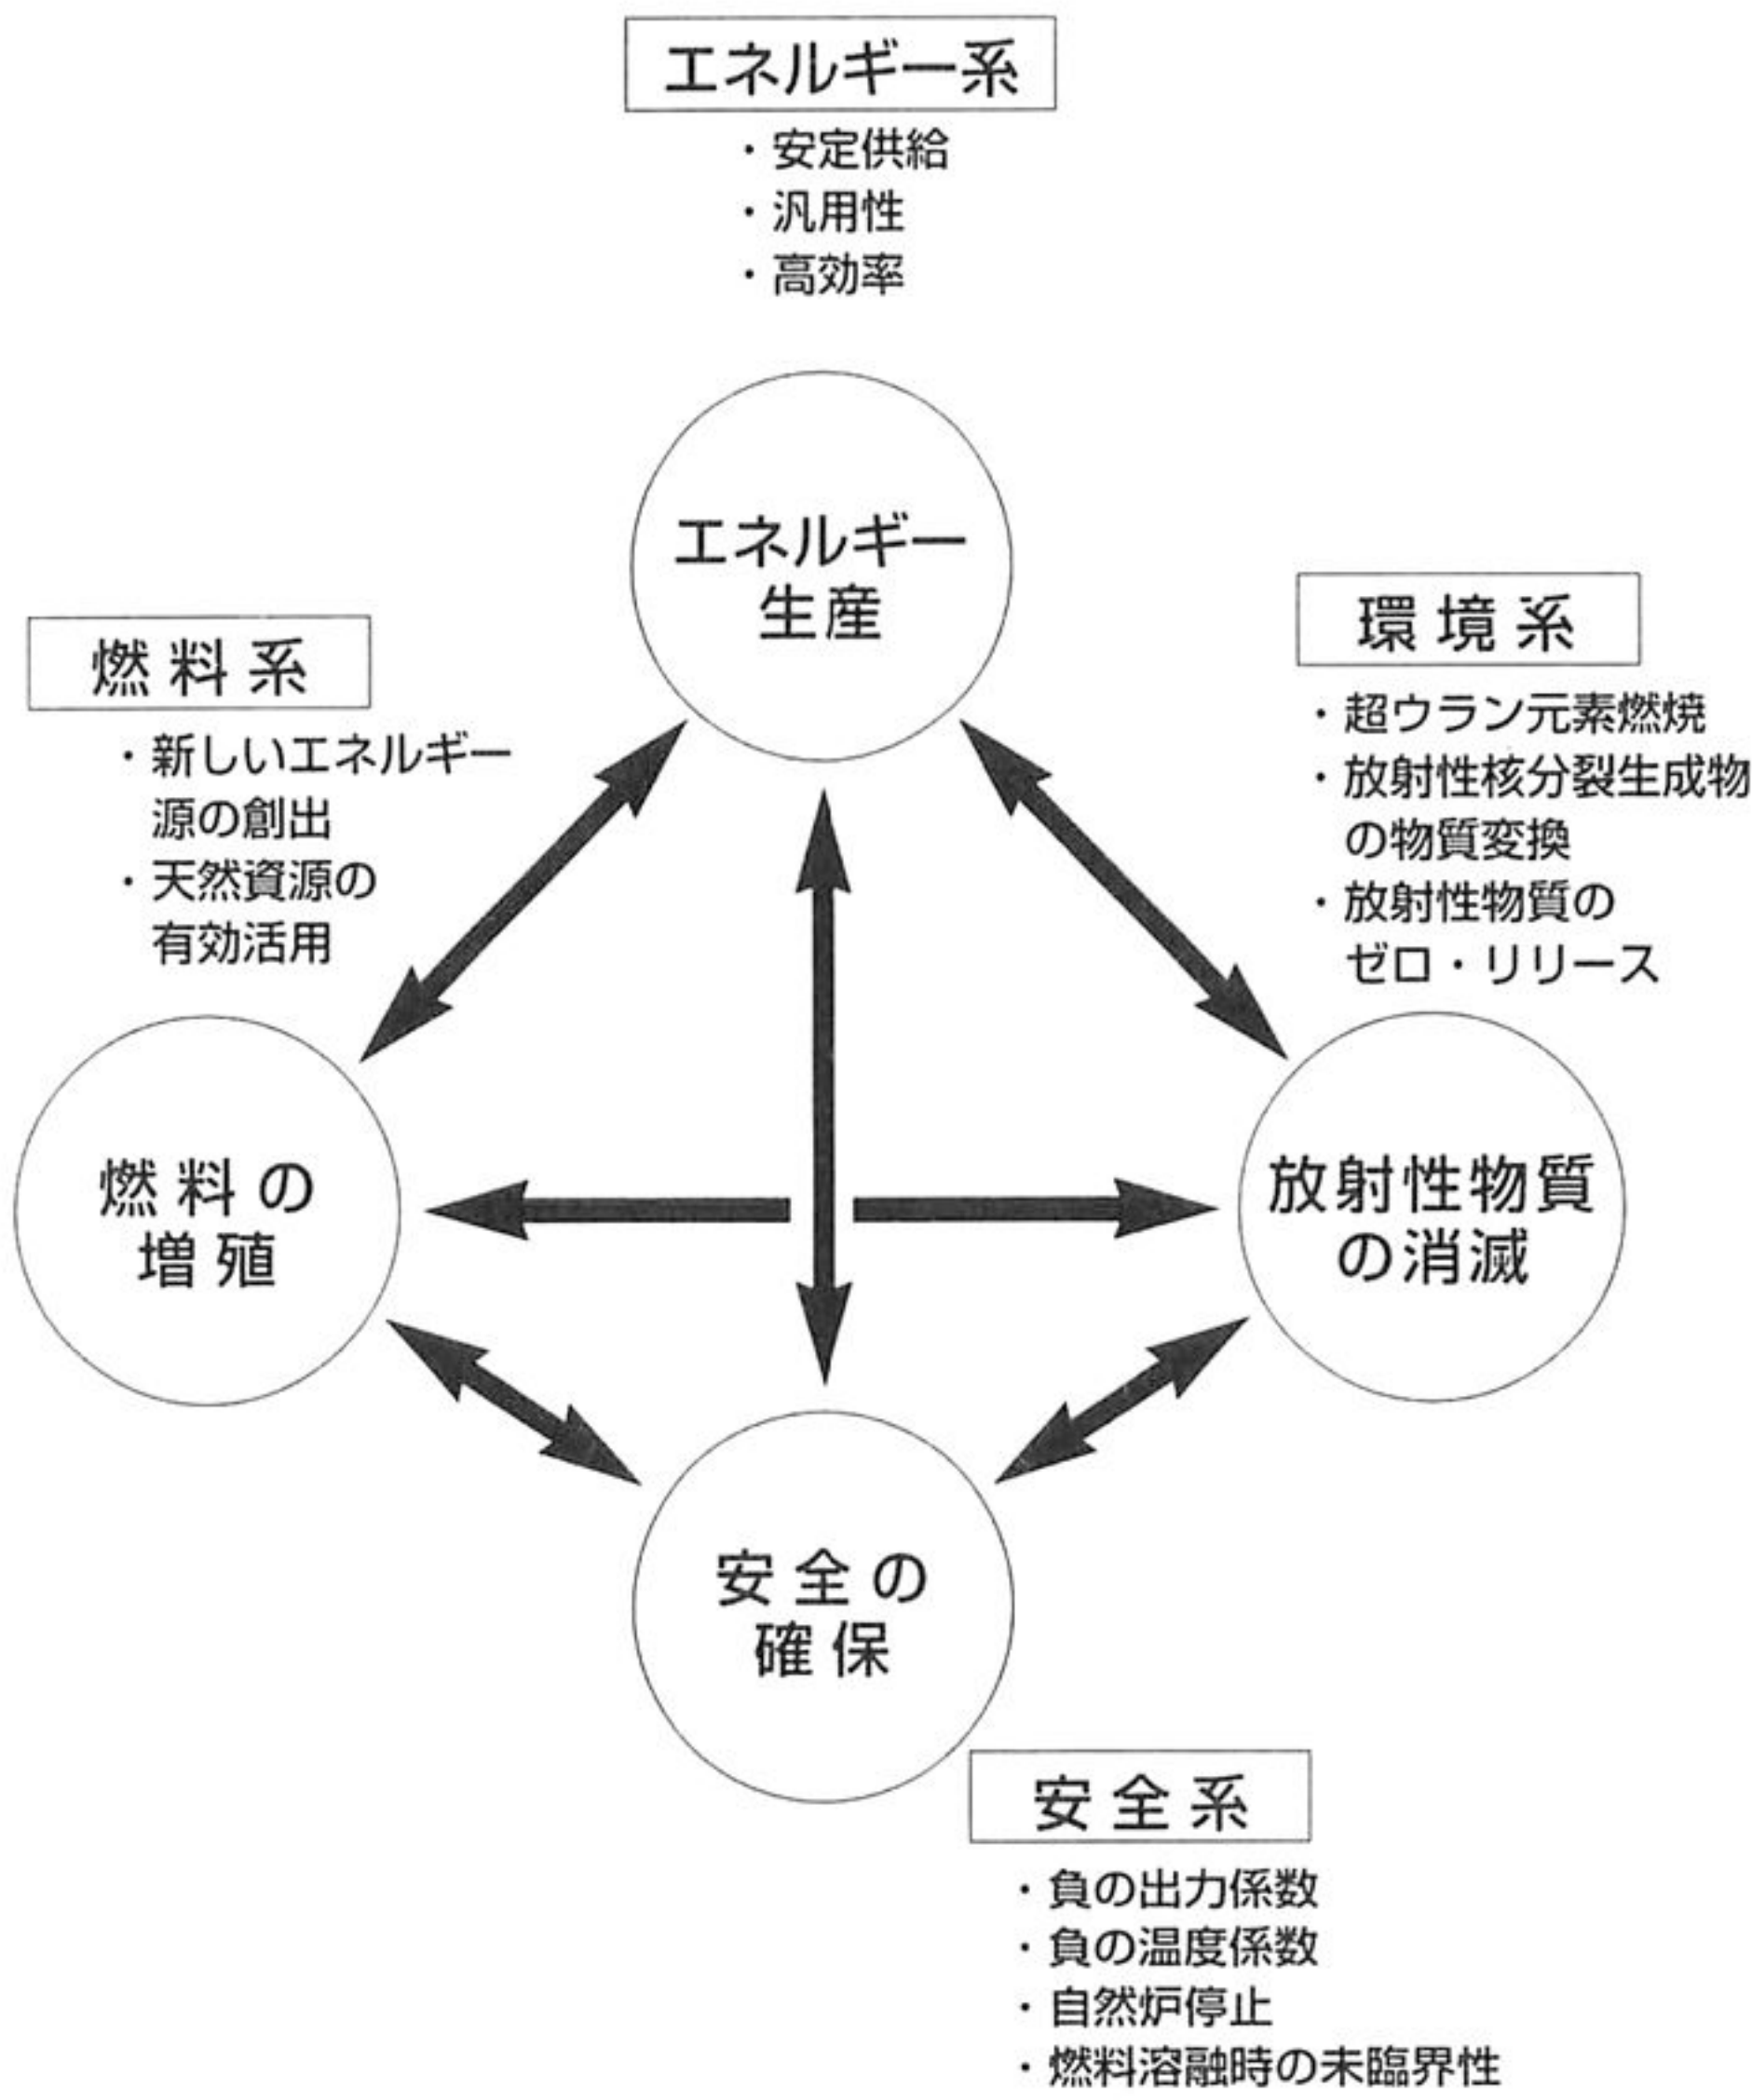 エネルギー系
・安定供給
・汎用性
・高効率
エネルギー
生産
燃料系
・新しいエネルギー
源の創出
・天然資源の
有効活用
環境系
・超ウラン元素燃焼
・放射性核分裂生成物
の物質変換
・放射性物質の
ゼロ・リリース
燃料の
増殖
放射性物質
の消滅
安全の
確保
安全系
・負の出力係数
・負の温度係数
・自然炉停止
・燃料溶融時の未臨界性